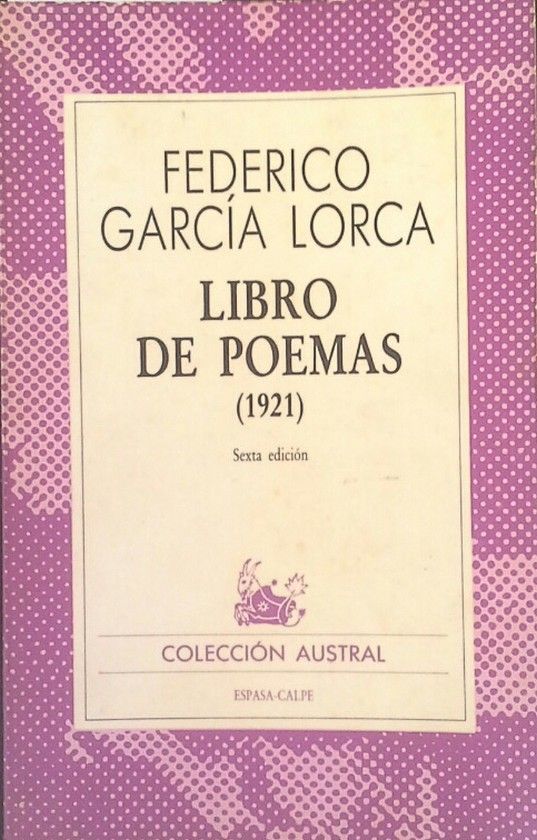 FEDERICO
GARCÍA LORCA
LIBRO
DE POEMAS
(1921)
Sexta edición
COLECCIÓN AUSTRAL
ESPASA-CALPE